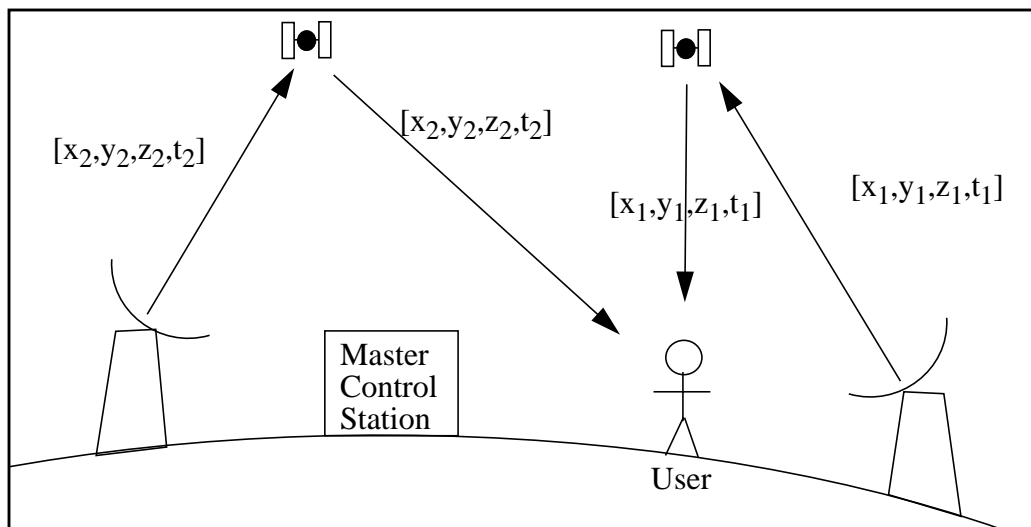 [x2,y2,z2,t2]
[x2,y2,z2,t2]
[x1,y1,z1,t1]
[x1,y1,z1,t1]
Master
Control
Station
User